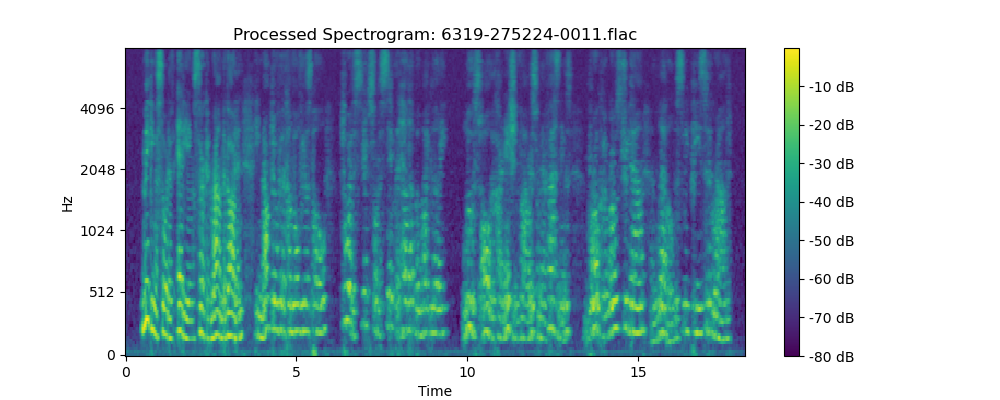 Processed Spectrogram: 6319-275224-0011.flac
Hz
4096
2048
1024
512
0
0 5 10 15
Time
-10 dB
-20 dB
-30 dB
-40 dB
-50 dB
-60 dB
-70 dB
-80 dB